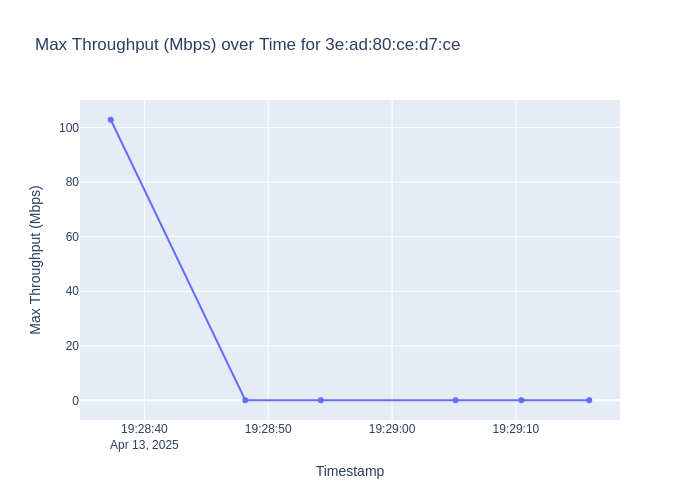 Max Throughput (Mbps) over Time for 3e:ad:80:ce:d7:ce
Max Throughput (Mbps)
100
80
60
40
20
0
19:28:40 19:28:50 19:29:00 19:29:10
Apr 13, 2025
Timestamp